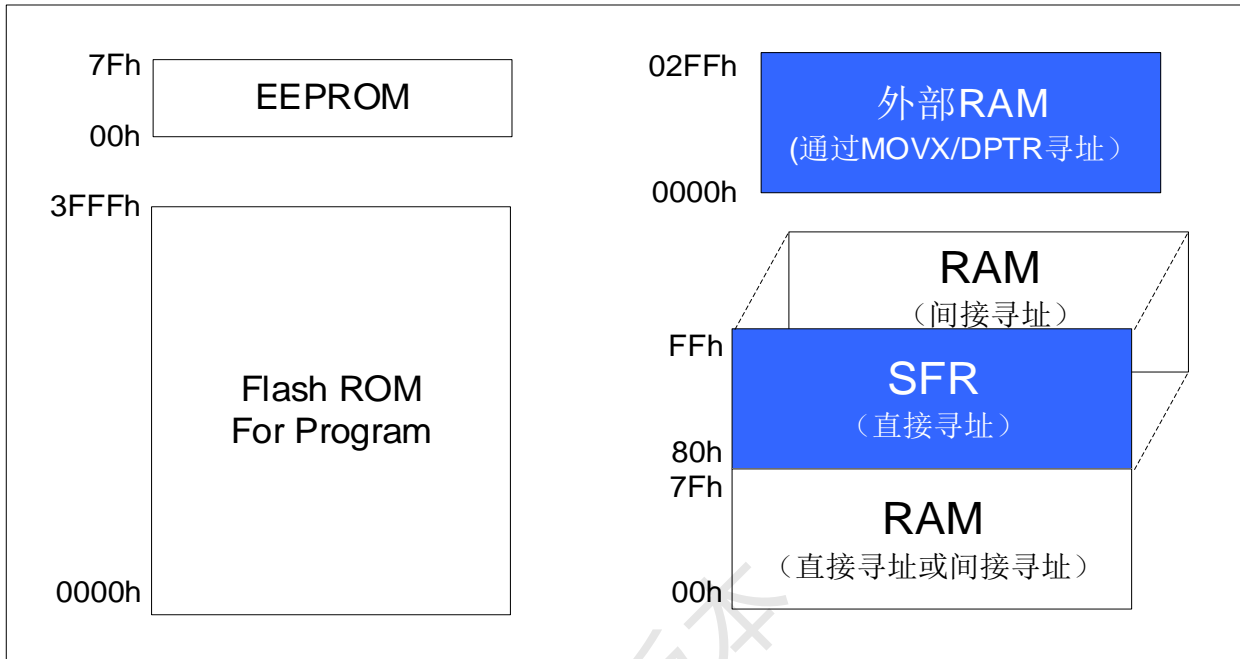 7Fh
EEPROM
00h
3FFFh
Flash ROM
For Program
0000h
02FFh
外部RAM
(通过MOVX/DPTR寻址）
0000h
RAM
（间接寻址）
FFh
SFR
（直接寻址）
80h
7Fh
RAM
（直接寻址或间接寻址）
00h
本